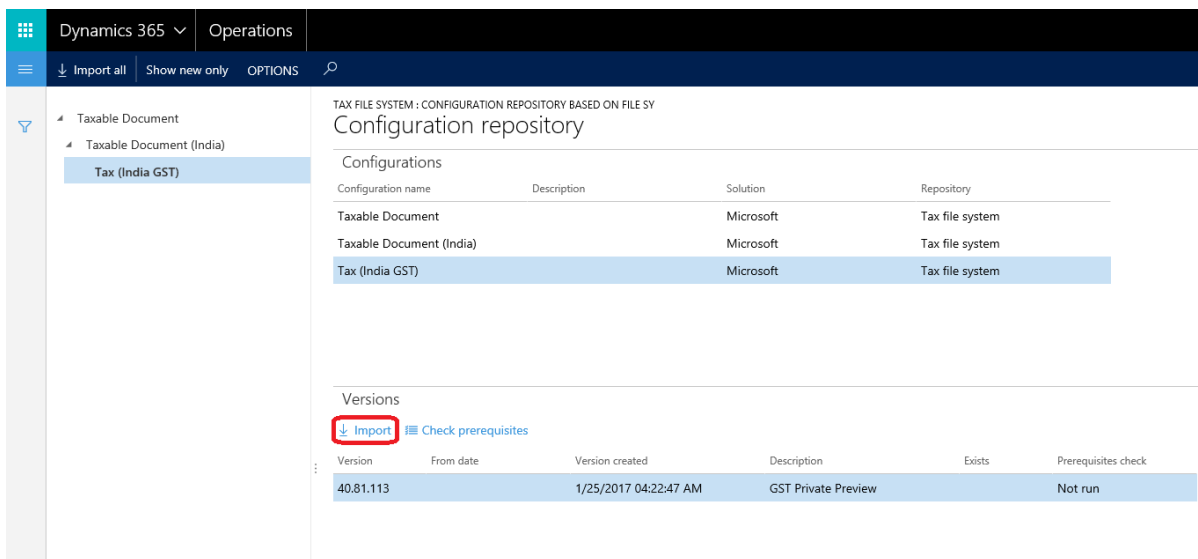 Dynamics 365 Operations
Import all Show new only OPTIONS
Taxable Document
Taxable Document (India)
Tax (India GST)
TAX FILE SYSTEM : CONFIGURATION REPOSITORY BASED ON FILE SY
Configuration repository
Configurations
Configuration name Description Solution Repository
Taxable Document Microsoft Tax file system
Taxable Document (India) Microsoft Tax file system
Tax (India GST) Microsoft Tax file system
Versions
Import Check prerequisites
Version From date Version created Description Exists Prerequisites check
40.81.113 1/25/2017 04:22:47 AM GST Private Preview Not run